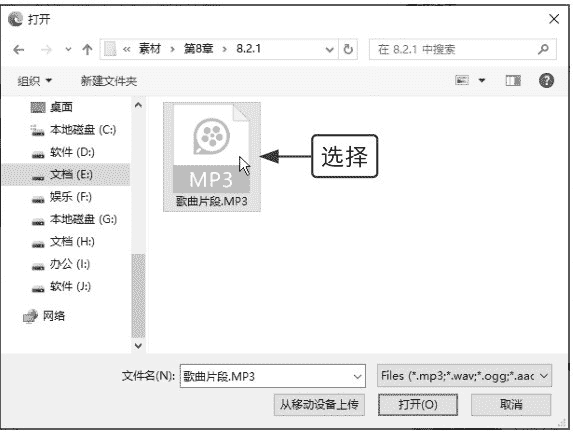 打开
« 素材 › 第8章 › 8.2.1
在 8.2.1 中搜索
组织 新建文件夹
桌面
本地磁盘 (C:)
软件 (D:)
文档 (E:)
娱乐 (F:)
本地磁盘 (G:)
文档 (H:)
办公 (I:)
软件 (J:)
网络
MP3
歌曲片段.MP3
选择
文件名(N): 歌曲片段.MP3
Files (*.mp3;*.wav;*.ogg;*.aac
从移动设备上传 打开(O) 取消